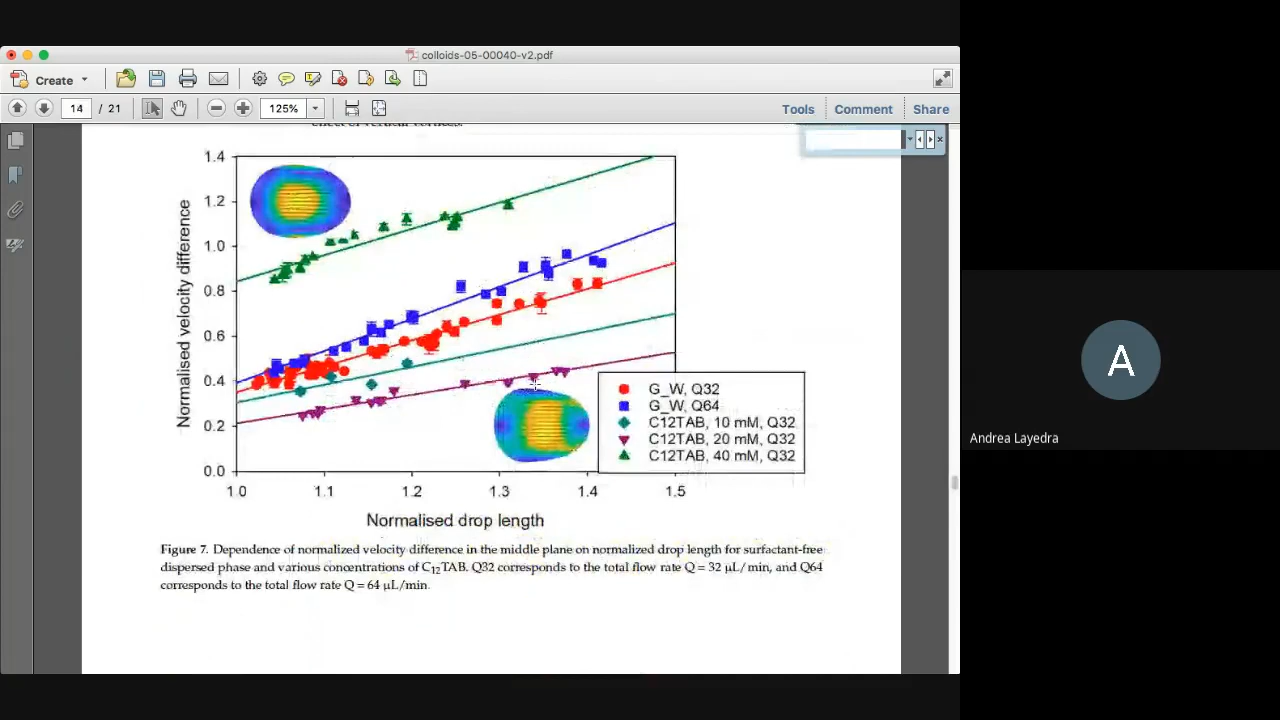 colloids-05-00040-v2.pdf
Create
14 / 21
125%
Tools
Comment
Share
effect of vertical vortices.
1.4
1.2
1.0
0.8
0.6
0.4
0.2
0.0
Normalised velocity difference
G_W, Q32
G_W, Q64
C12TAB, 10 mM, Q32
C12TAB, 20 mM, Q32
C12TAB, 40 mM, Q32
1.0 1.1 1.2 1.3 1.4 1.5
Normalised drop length
Figure 7. Dependence of normalized velocity difference in the middle plane on normalized drop length for surfactant-free
dispersed phase and various concentrations of C₁₂TAB. Q32 corresponds to the total flow rate Q = 32 μL/min, and Q64
corresponds to the total flow rate Q = 64 μL/min.
A
Andrea Layedra